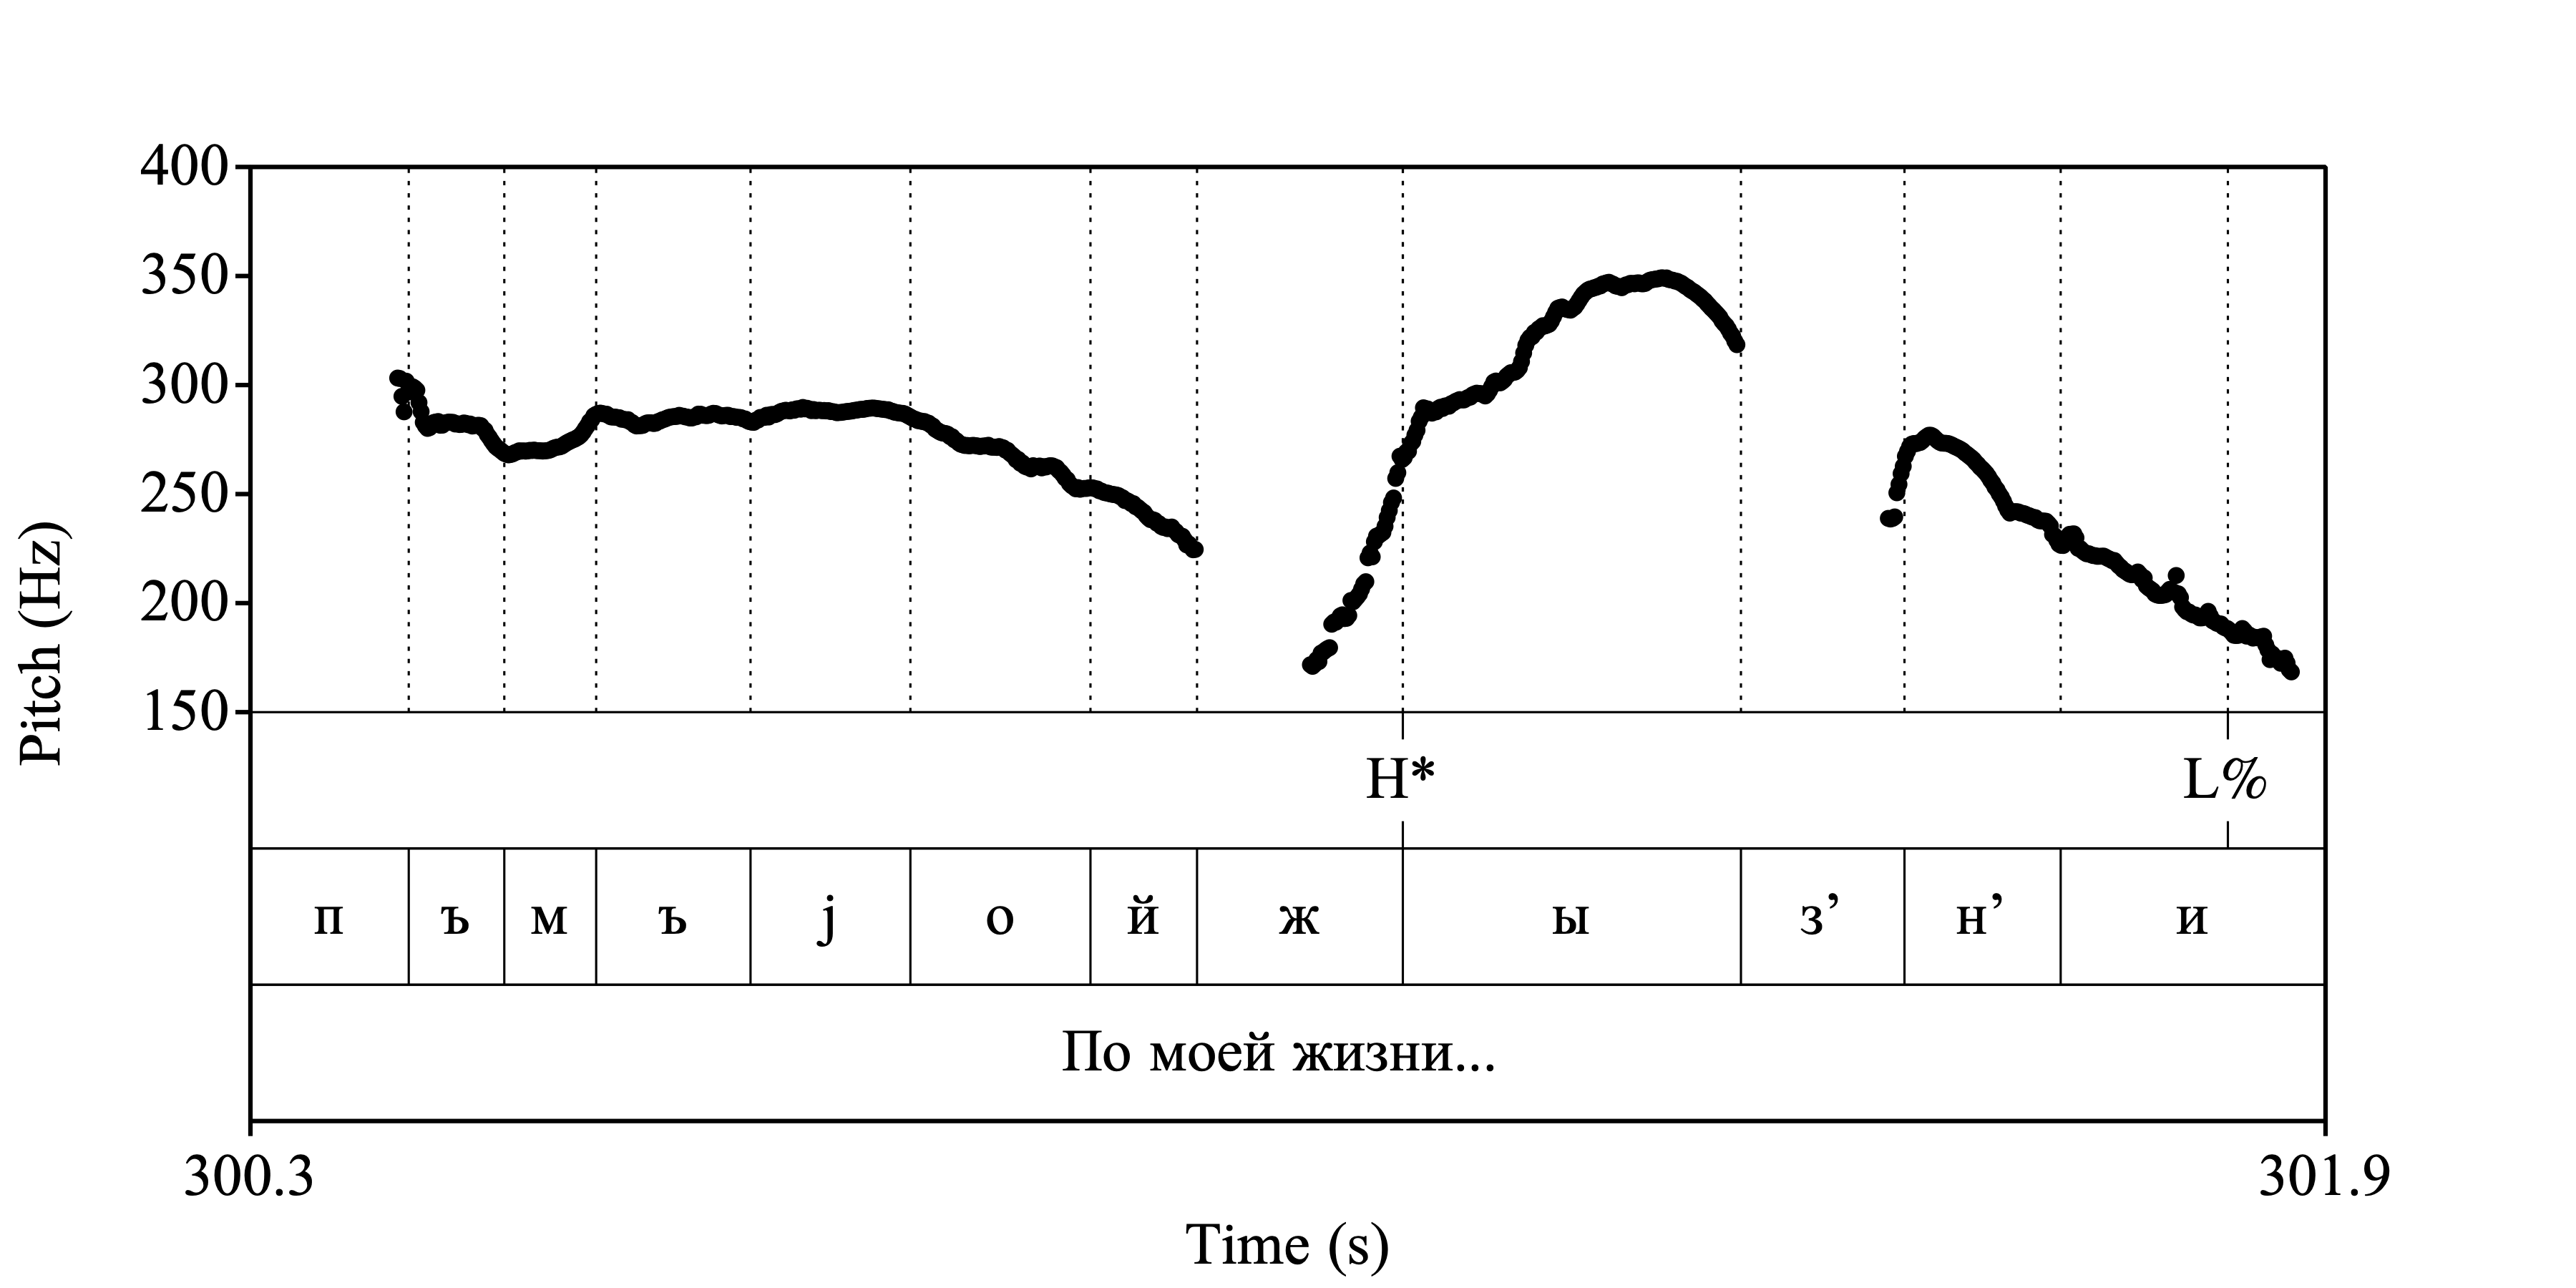 400
350
300
250
200
150
Pitch (Hz)
H* L%
п ъ м ъ j о й ж ы з’ н’ и
По моей жизни...
300.3 301.9
Time (s)